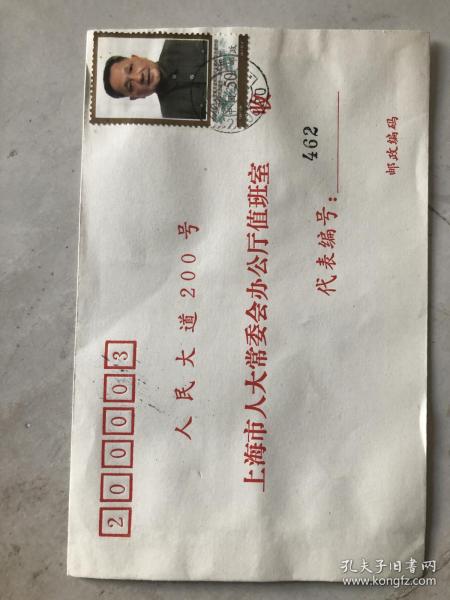 200003
人民大道200号
上海市人大常委会办公厅值班室 收
代表编号：462
邮政编码
50
孔夫子旧书网
www.kongfz.com